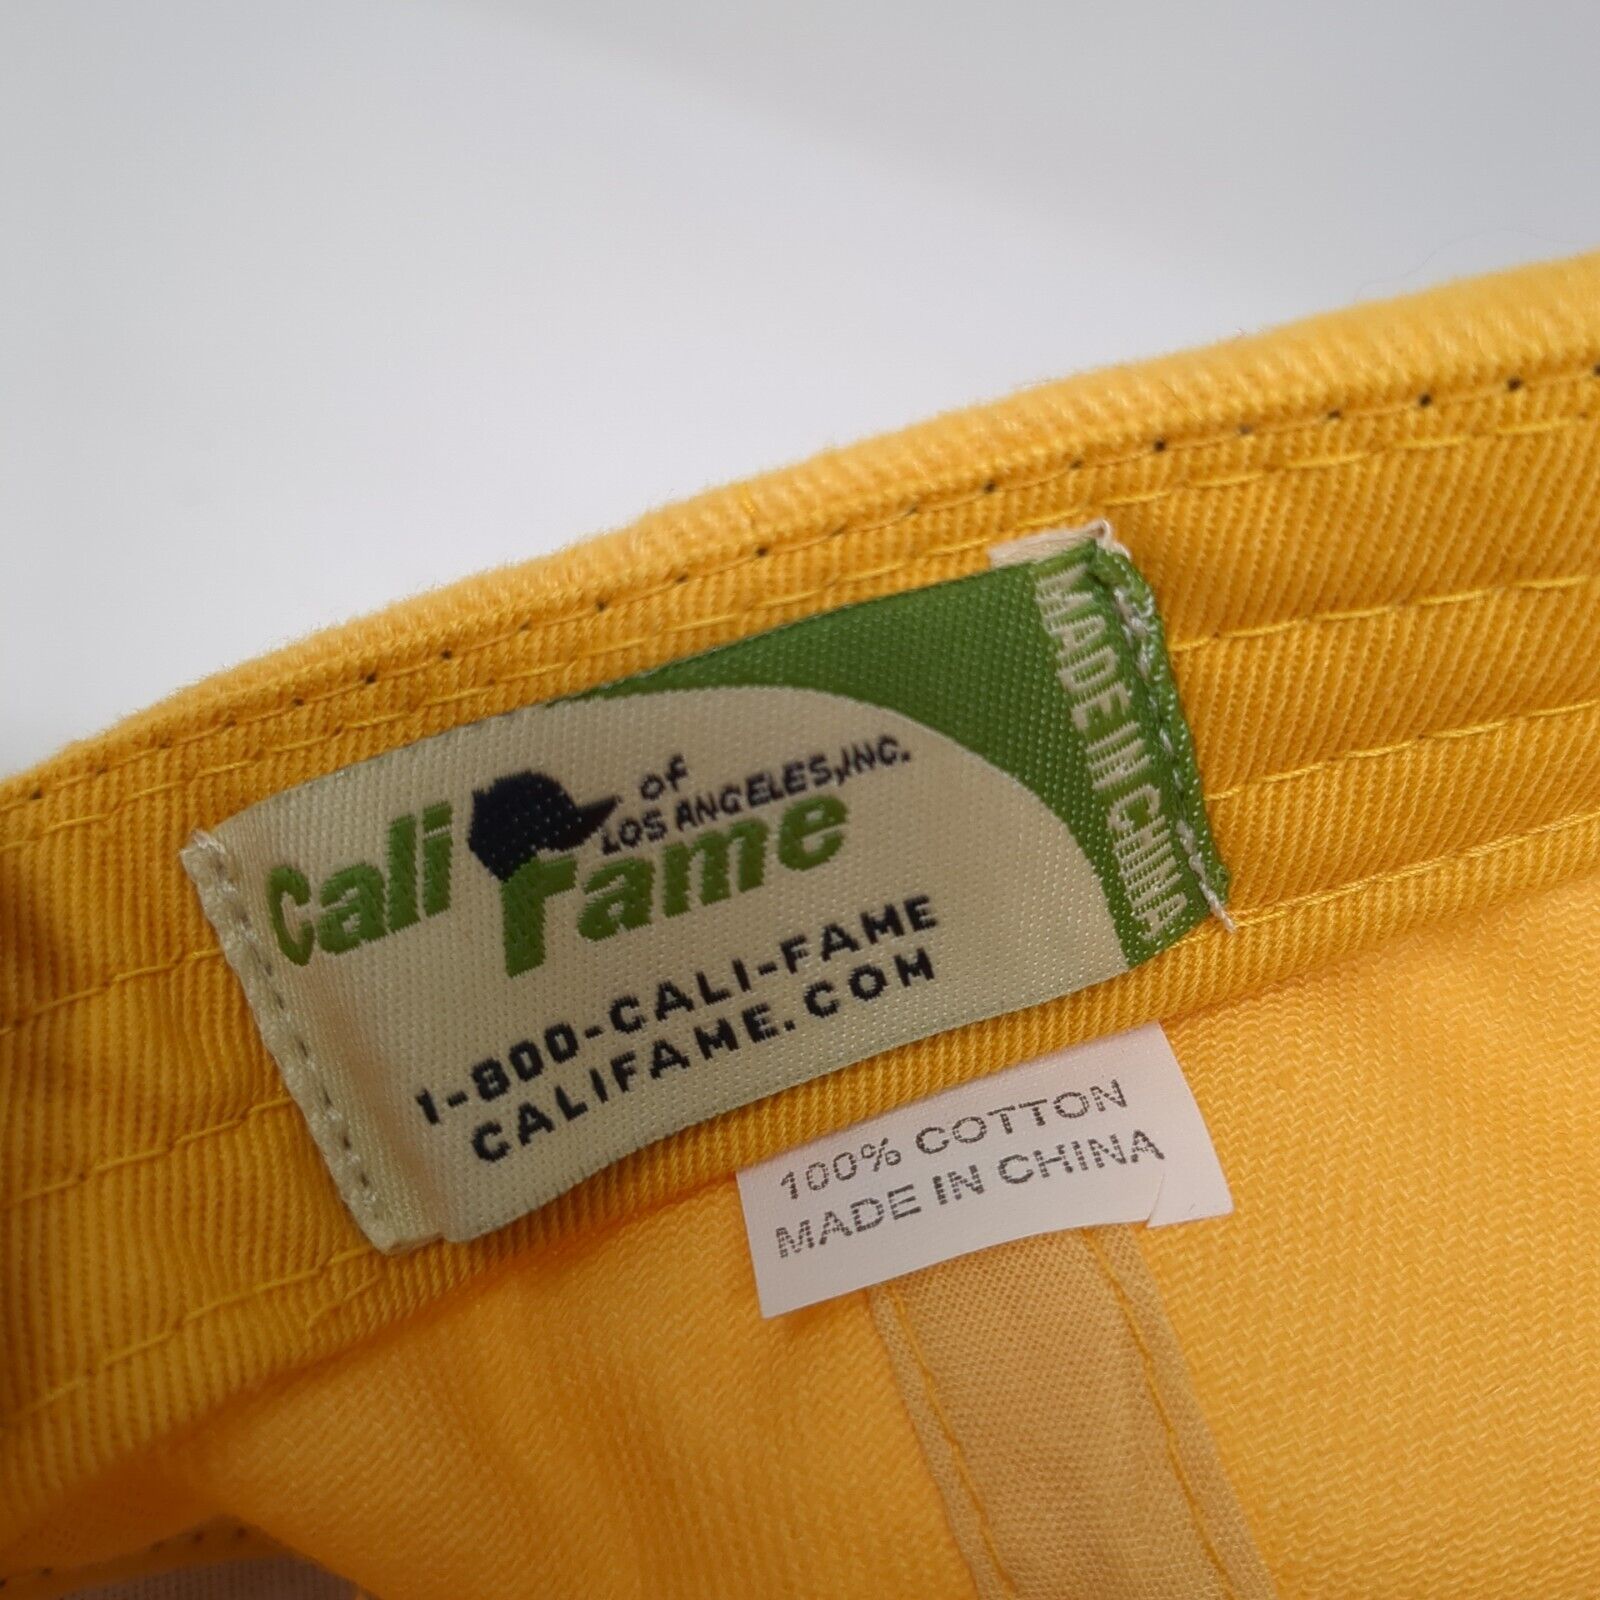 Cali Fame
OF
LOS ANGELES, INC.
1-800-CALI-FAME
CALIFAME.COM
MADE IN CHINA
100% COTTON
MADE IN CHINA